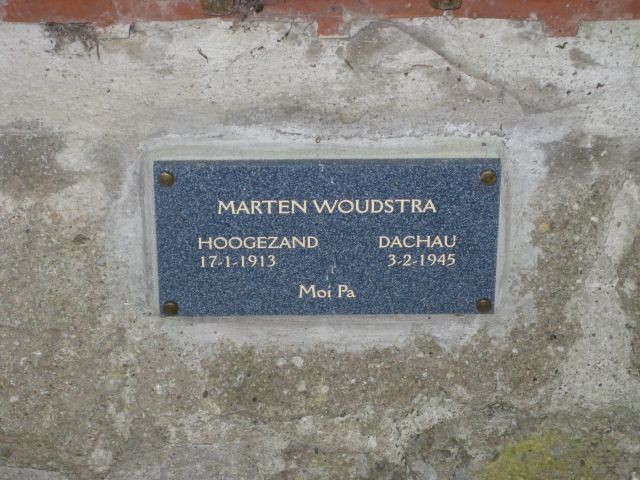 MARTEN WOUDSTRA
HOOGEZAND DACHAU
17-1-1913 3-2-1945
Moi Pa